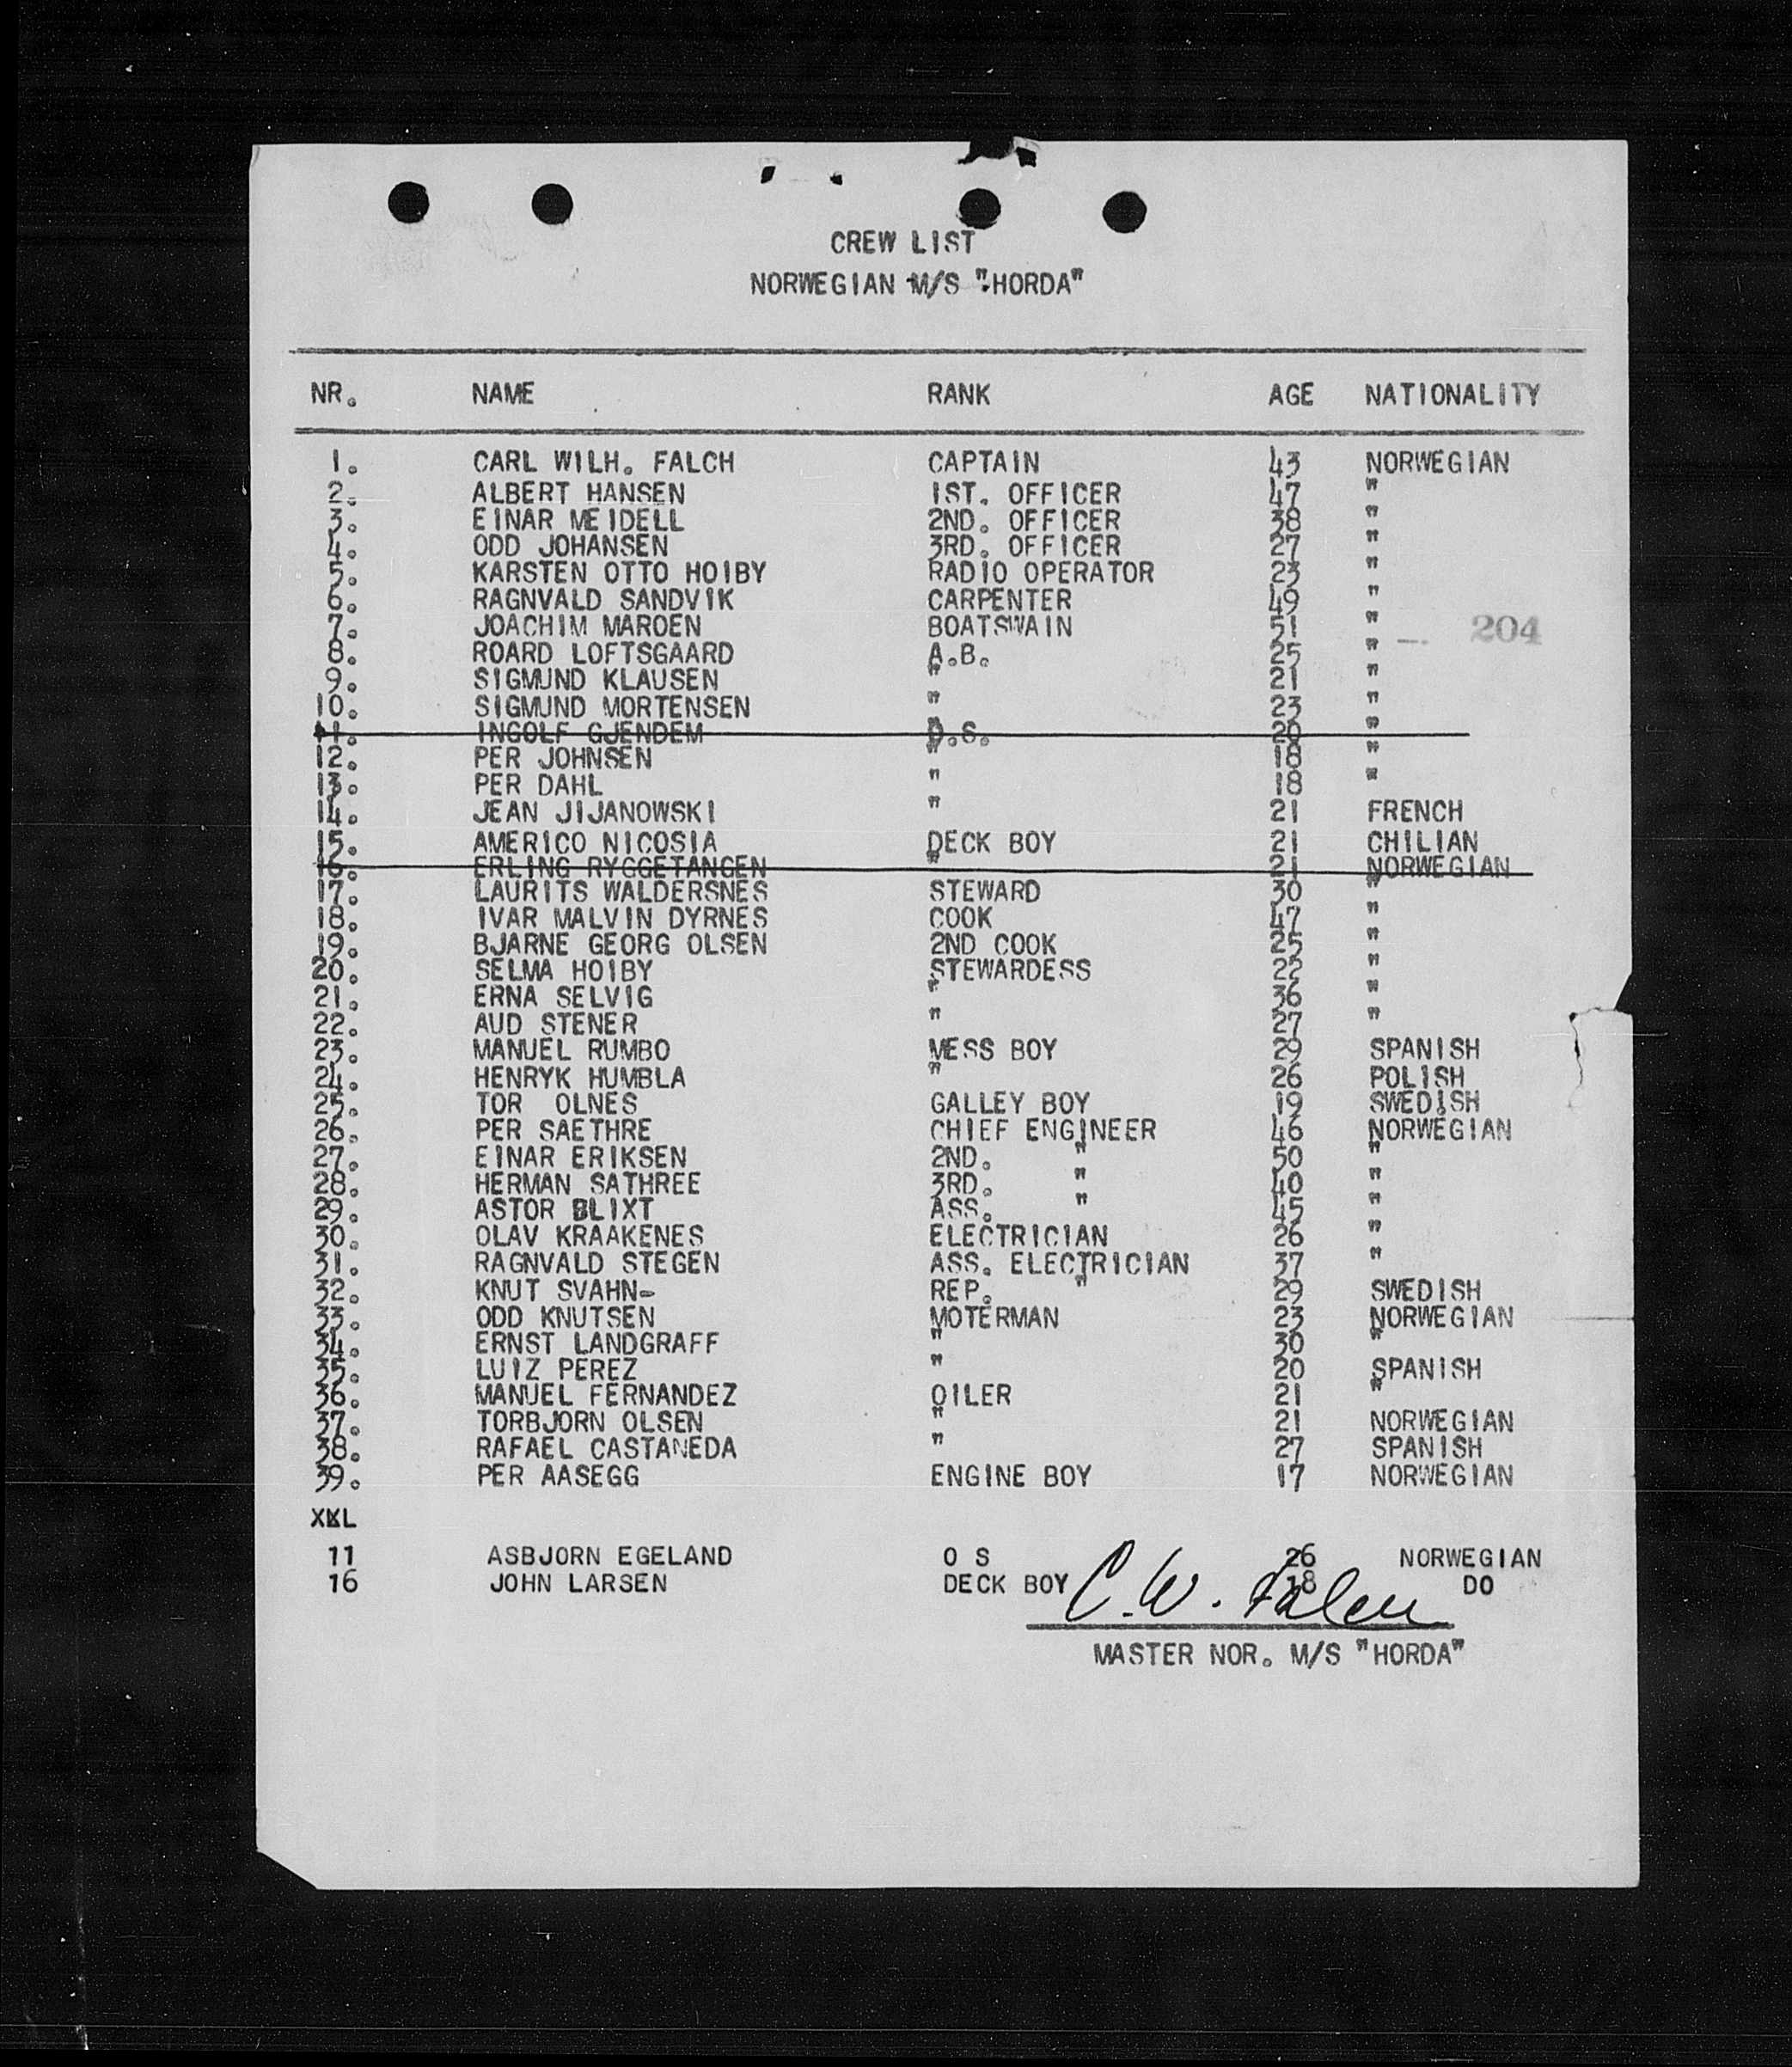 CREW LIST
NORWEGIAN M/S "HORDA"
NR. NAME RANK AGE NATIONALITY
1. CARL WILH. FALCH CAPTAIN 43 NORWEGIAN
2. ALBERT HANSEN 1ST. OFFICER 47 "
3. EINAR MEIDELL 2ND. OFFICER 38 "
4. ODD JOHANSEN 3RD. OFFICER 27 "
5. KARSTEN OTTO HOIBY RADIO OPERATOR 23 "
6. RAGNVALD SANDVIK CARPENTER 49 "
7. JOACHIM MAROEN BOATSWAIN 51 "
204
8. ROARD LOFTSGAARD A.B. 25 "
9. SIGMUND KLAUSEN " 21 "
10. SIGMUND MORTENSEN " 23 "
11. INGOLF GJENDEM O.S. 20 "
12. PER JOHNSEN " 18 "
13. PER DAHL " 18 "
14. JEAN JIJANOWSKI " 21 FRENCH
15. AMERICO NICOSIA DECK BOY 21 CHILIAN
16. ERLING RYGGETANGEN " 21 NORWEGIAN
17. LAURITS WALDERSNES STEWARD 30 "
18. IVAR MALVIN DYRNES COOK 47 "
19. BJARNE GEORG OLSEN 2ND COOK 25 "
20. SELMA HOIBY STEWARDESS 22 "
21. ERNA SELVIG " 36 "
22. AUD STENER " 27 "
23. MANUEL RUMBO MESS BOY 29 SPANISH
24. HENRYK HUMBLA " 26 POLISH
25. TOR OLNES GALLEY BOY 19 SWEDISH
26. PER SAETHRE CHIEF ENGINEER 46 NORWEGIAN
27. EINAR ERIKSEN 2ND. " 50 "
28. HERMAN SATHREE 3RD. " 40 "
29. ASTOR BLIXT ASS. " 45 "
30. OLAV KRAAKENES ELECTRICIAN 26 "
31. RAGNVALD STEGEN ASS. ELECTRICIAN 37 "
32. KNUT SVAHN- REP. " 29 SWEDISH
33. ODD KNUTSEN MOTERMAN 23 NORWEGIAN
34. ERNST LANDGRAFF " 30 "
35. LUIZ PEREZ " 20 SPANISH
36. MANUEL FERNANDEZ OILER 21 "
37. TORBJORN OLSEN " 21 NORWEGIAN
38. RAFAEL CASTANEDA " 27 SPANISH
39. PER AASEGG ENGINE BOY 17 NORWEGIAN
11 ASBJORN EGELAND O S 26 NORWEGIAN
16 JOHN LARSEN DECK BOY 18 DO
C. W. Falch
MASTER NOR. M/S "HORDA"